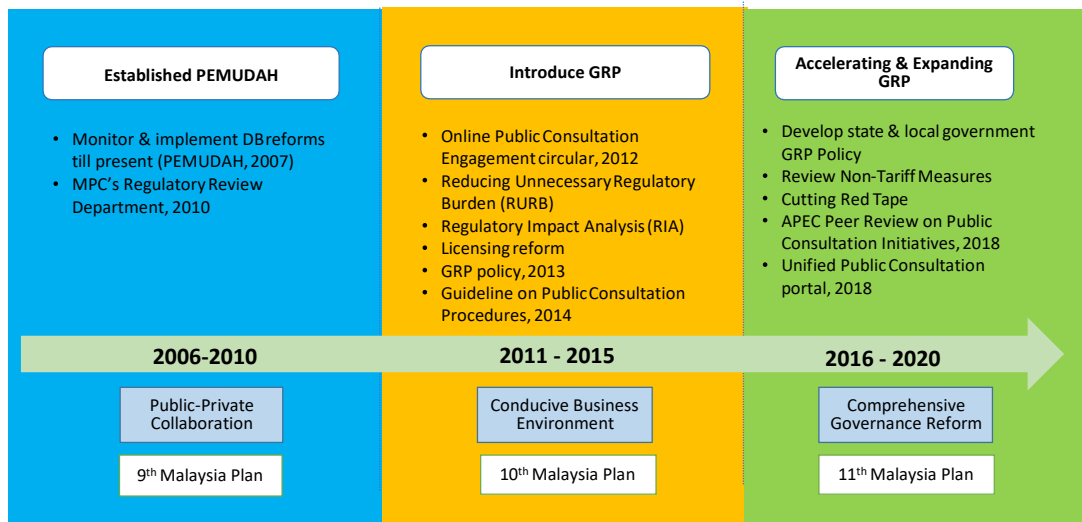 Established PEMUDAH
• Monitor & implement DB reforms
till present (PEMUDAH, 2007)
• MPC's Regulatory Review
Department, 2010
2006-2010
Public-Private
Collaboration
9th Malaysia Plan
Introduce GRP
• Online Public Consultation
Engagement circular, 2012
• Reducing Unnecessary Regulatory
Burden (RURB)
• Regulatory Impact Analysis (RIA)
• Licensing reform
• GRP policy, 2013
• Guideline on Public Consultation
Procedures, 2014
2011 - 2015
Conducive Business
Environment
10th Malaysia Plan
Accelerating & Expanding
GRP
• Develop state & local government
GRP Policy
• Review Non-Tariff Measures
• Cutting Red Tape
• APEC Peer Review on Public
Consultation Initiatives, 2018
• Unified Public Consultation
portal, 2018
2016 - 2020
Comprehensive
Governance Reform
11th Malaysia Plan